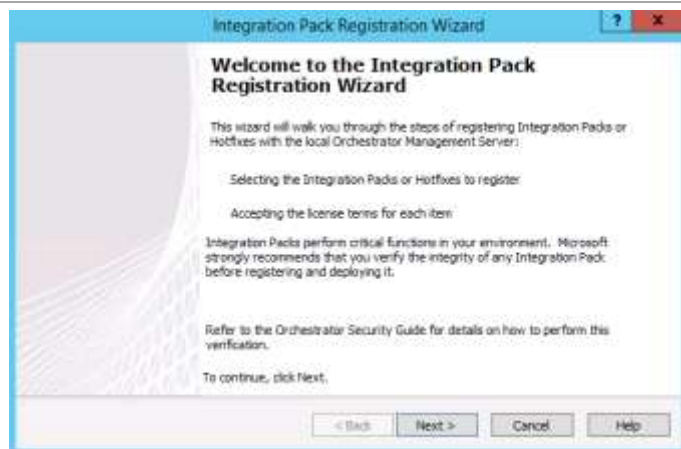 Integration Pack Registration Wizard
?
x
Welcome to the Integration Pack
Registration Wizard
This wizard will walk you through the steps of registering Integration Packs or
Hotfixes with the local Orchestrator Management Server:
Selecting the Integration Packs or Hotfixes to register
Accepting the license terms for each item
Integration Packs perform critical functions in your environment. Microsoft
strongly recommends that you verify the integrity of any Integration Pack
before registering and deploying it.
Refer to the Orchestrator Security Guide for details on how to perform this
verification.
To continue, click Next.
< Back
Next >
Cancel
Help